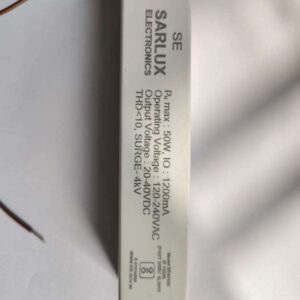 SE
SARLUX
ELECTRONICS
Pₒ max : 50W, IO : 1200mA
Operating Voltage : 120-240VAC
Output Voltage : 20-40VDC
THD<10, SURGE- 4kV